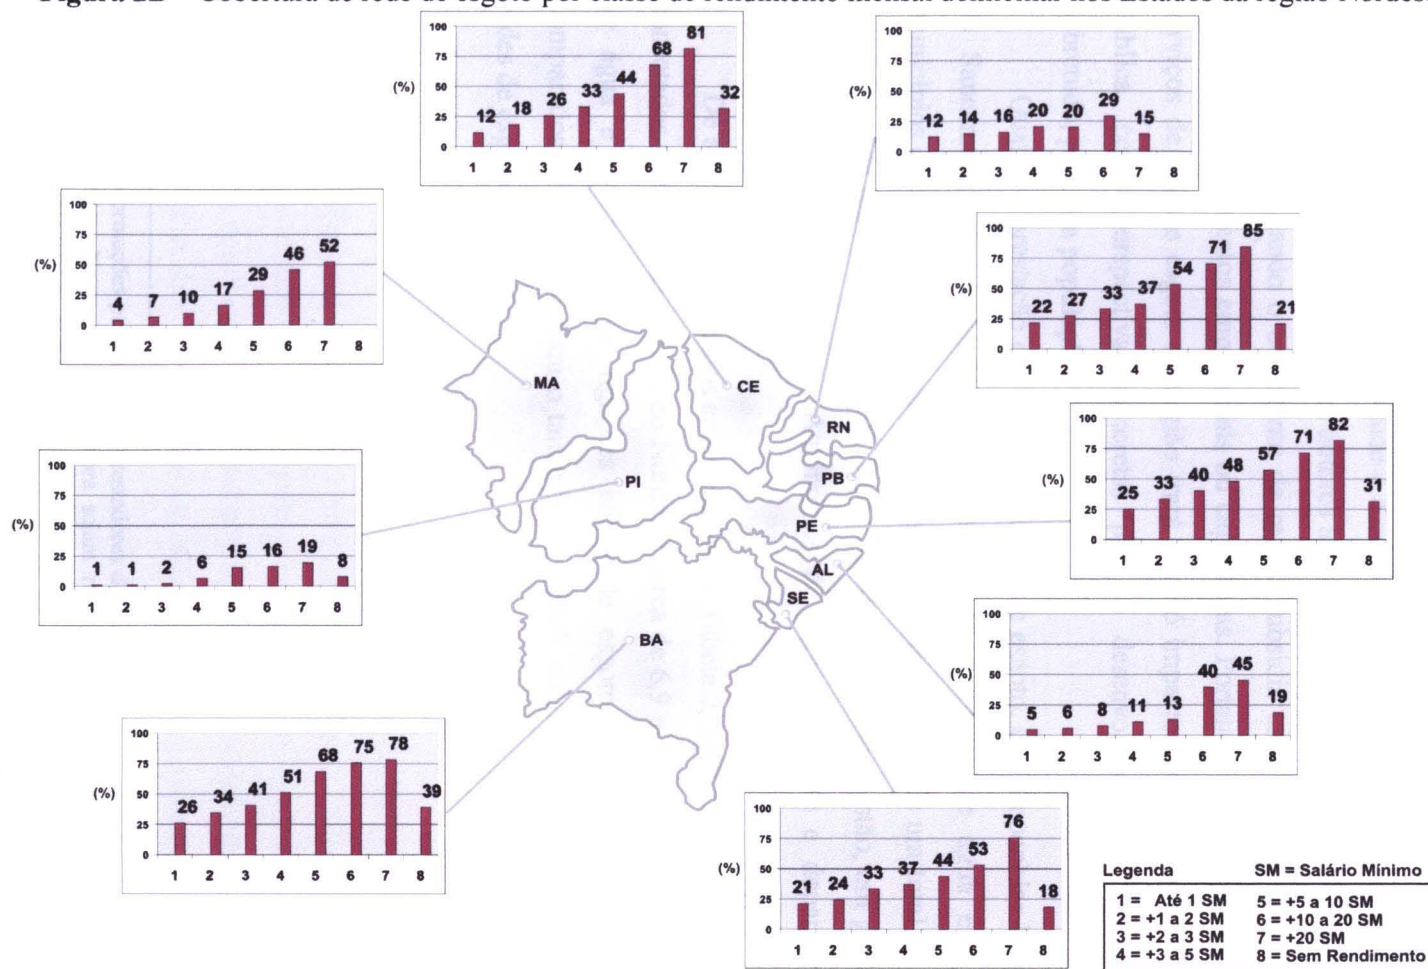 Figura 12 – Cobertura de rede de esgoto por classe de rendimento mensal domiciliar nos Estados da região
(%)
100
75
50
25
0
12 18 26 33 44 68 81 32
1 2 3 4 5 6 7 8
(%)
100
75
50
25
0
12 14 16 20 20 29 15
1 2 3 4 5 6 7 8
(%)
100
75
50
25
0
4 7 10 17 29 46 52
1 2 3 4 5 6 7 8
(%)
100
75
50
25
0
22 27 33 37 54 71 85 21
1 2 3 4 5 6 7 8
MA
CE
RN
PB
PI
PE
AL
SE
BA
(%)
100
75
50
25
0
25 33 40 48 57 71 82 31
1 2 3 4 5 6 7 8
(%)
100
75
50
25
0
1 1 2 6 15 16 19 8
1 2 3 4 5 6 7 8
(%)
100
75
50
25
0
5 6 8 11 13 40 45 19
1 2 3 4 5 6 7 8
(%)
100
75
50
25
0
26 34 41 51 68 75 78 39
1 2 3 4 5 6 7 8
(%)
100
75
50
25
0
21 24 33 37 44 53 76 18
1 2 3 4 5 6 7 8
Legenda SM = Salário Mínimo
1 = Até 1 SM 5 = +5 a 10 SM
2 = +1 a 2 SM 6 = +10 a 20 SM
3 = +2 a 3 SM 7 = +20 SM
4 = +3 a 5 SM 8 = Sem Rendimento